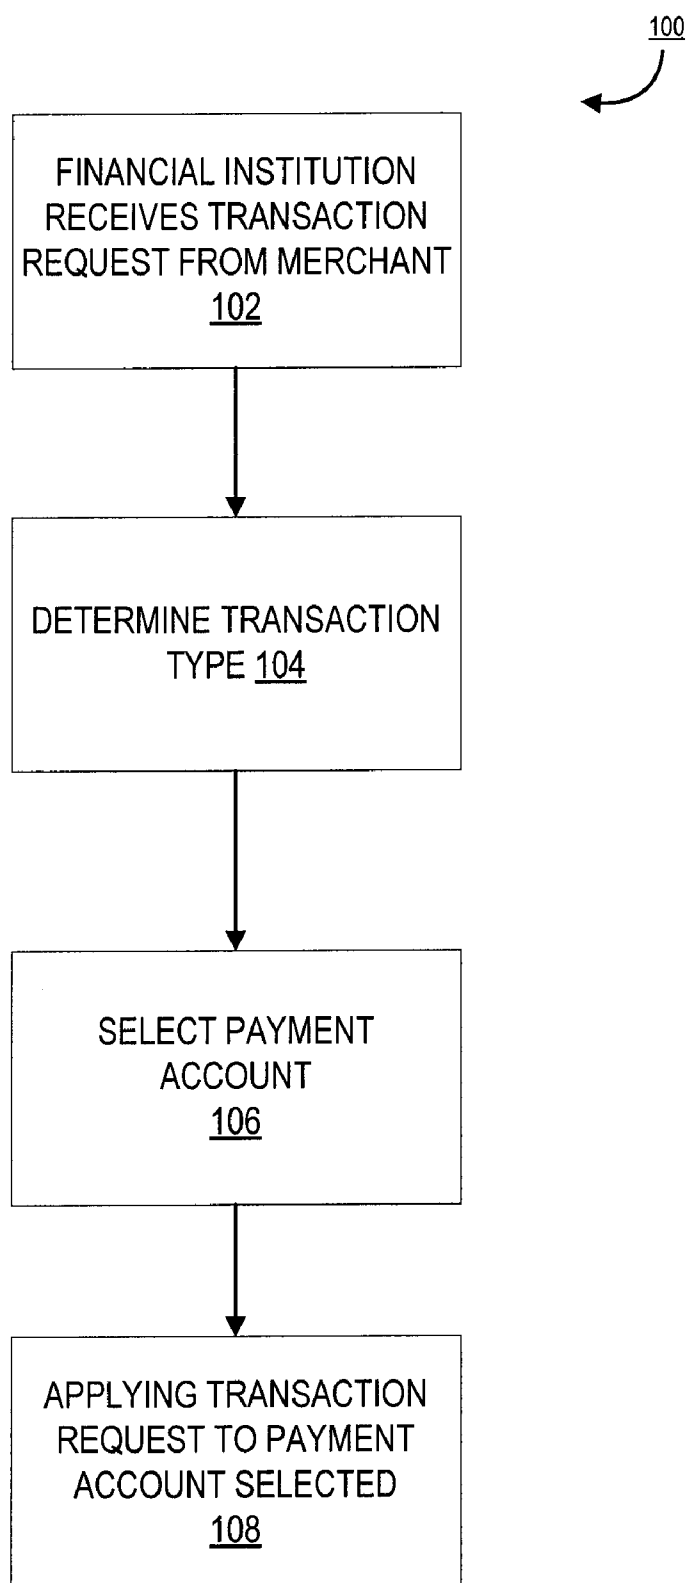 100
FINANCIAL INSTITUTION
RECEIVES TRANSACTION
REQUEST FROM MERCHANT
102
DETERMINE TRANSACTION
TYPE 104
SELECT PAYMENT
ACCOUNT
106
APPLYING TRANSACTION
REQUEST TO PAYMENT
ACCOUNT SELECTED
108